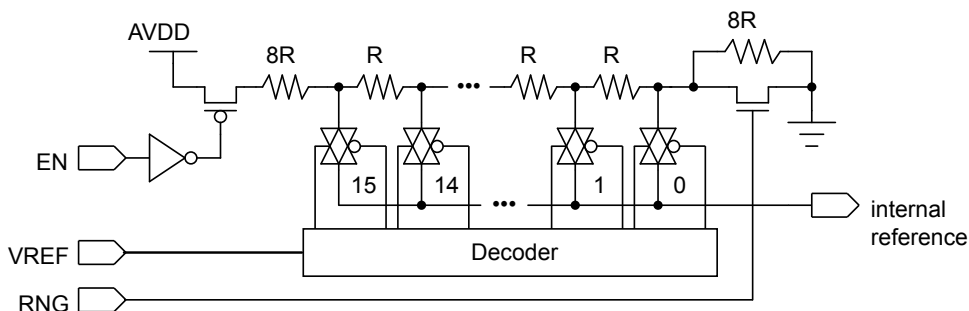 AVDD
8R
R
•••
R
R
8R
EN
15
14
1
0
•••
internal
reference
VREF
Decoder
RNG